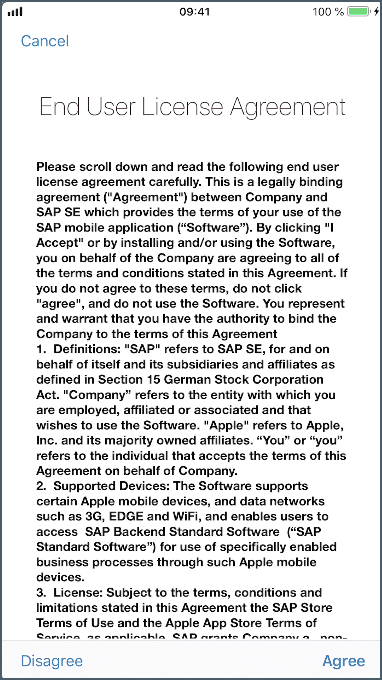 09:41
100 %
Cancel
End User License Agreement
Please scroll down and read the following end user
license agreement carefully. This is a legally binding
agreement ("Agreement") between Company and
SAP SE which provides the terms of your use of the
SAP mobile application (“Software”). By clicking "I
Accept" or by installing and/or using the Software,
you on behalf of the Company are agreeing to all of
the terms and conditions stated in this Agreement. If
you do not agree to these terms, do not click
"agree", and do not use the Software. You represent
and warrant that you have the authority to bind the
Company to the terms of this Agreement
1.  Definitions: "SAP" refers to SAP SE, for and on
behalf of itself and its subsidiaries and affiliates as
defined in Section 15 German Stock Corporation
Act. "Company” refers to the entity with which you
are employed, affiliated or associated and that
wishes to use the Software. "Apple" refers to Apple,
Inc. and its majority owned affiliates. “You” or “you”
refers to the individual that accepts the terms of this
Agreement on behalf of Company.
2.  Supported Devices: The Software supports
certain Apple mobile devices, and data networks
such as 3G, EDGE and WiFi, and enables users to
access  SAP Backend Standard Software  (“SAP
Standard Software”) for use of specifically enabled
business processes through such Apple mobile
devices.
3.  License: Subject to the terms, conditions and
limitations stated in this Agreement the SAP Store
Terms of Use and the Apple App Store Terms of
Service, as applicable, SAP grants Company a  non-
Disagree
Agree